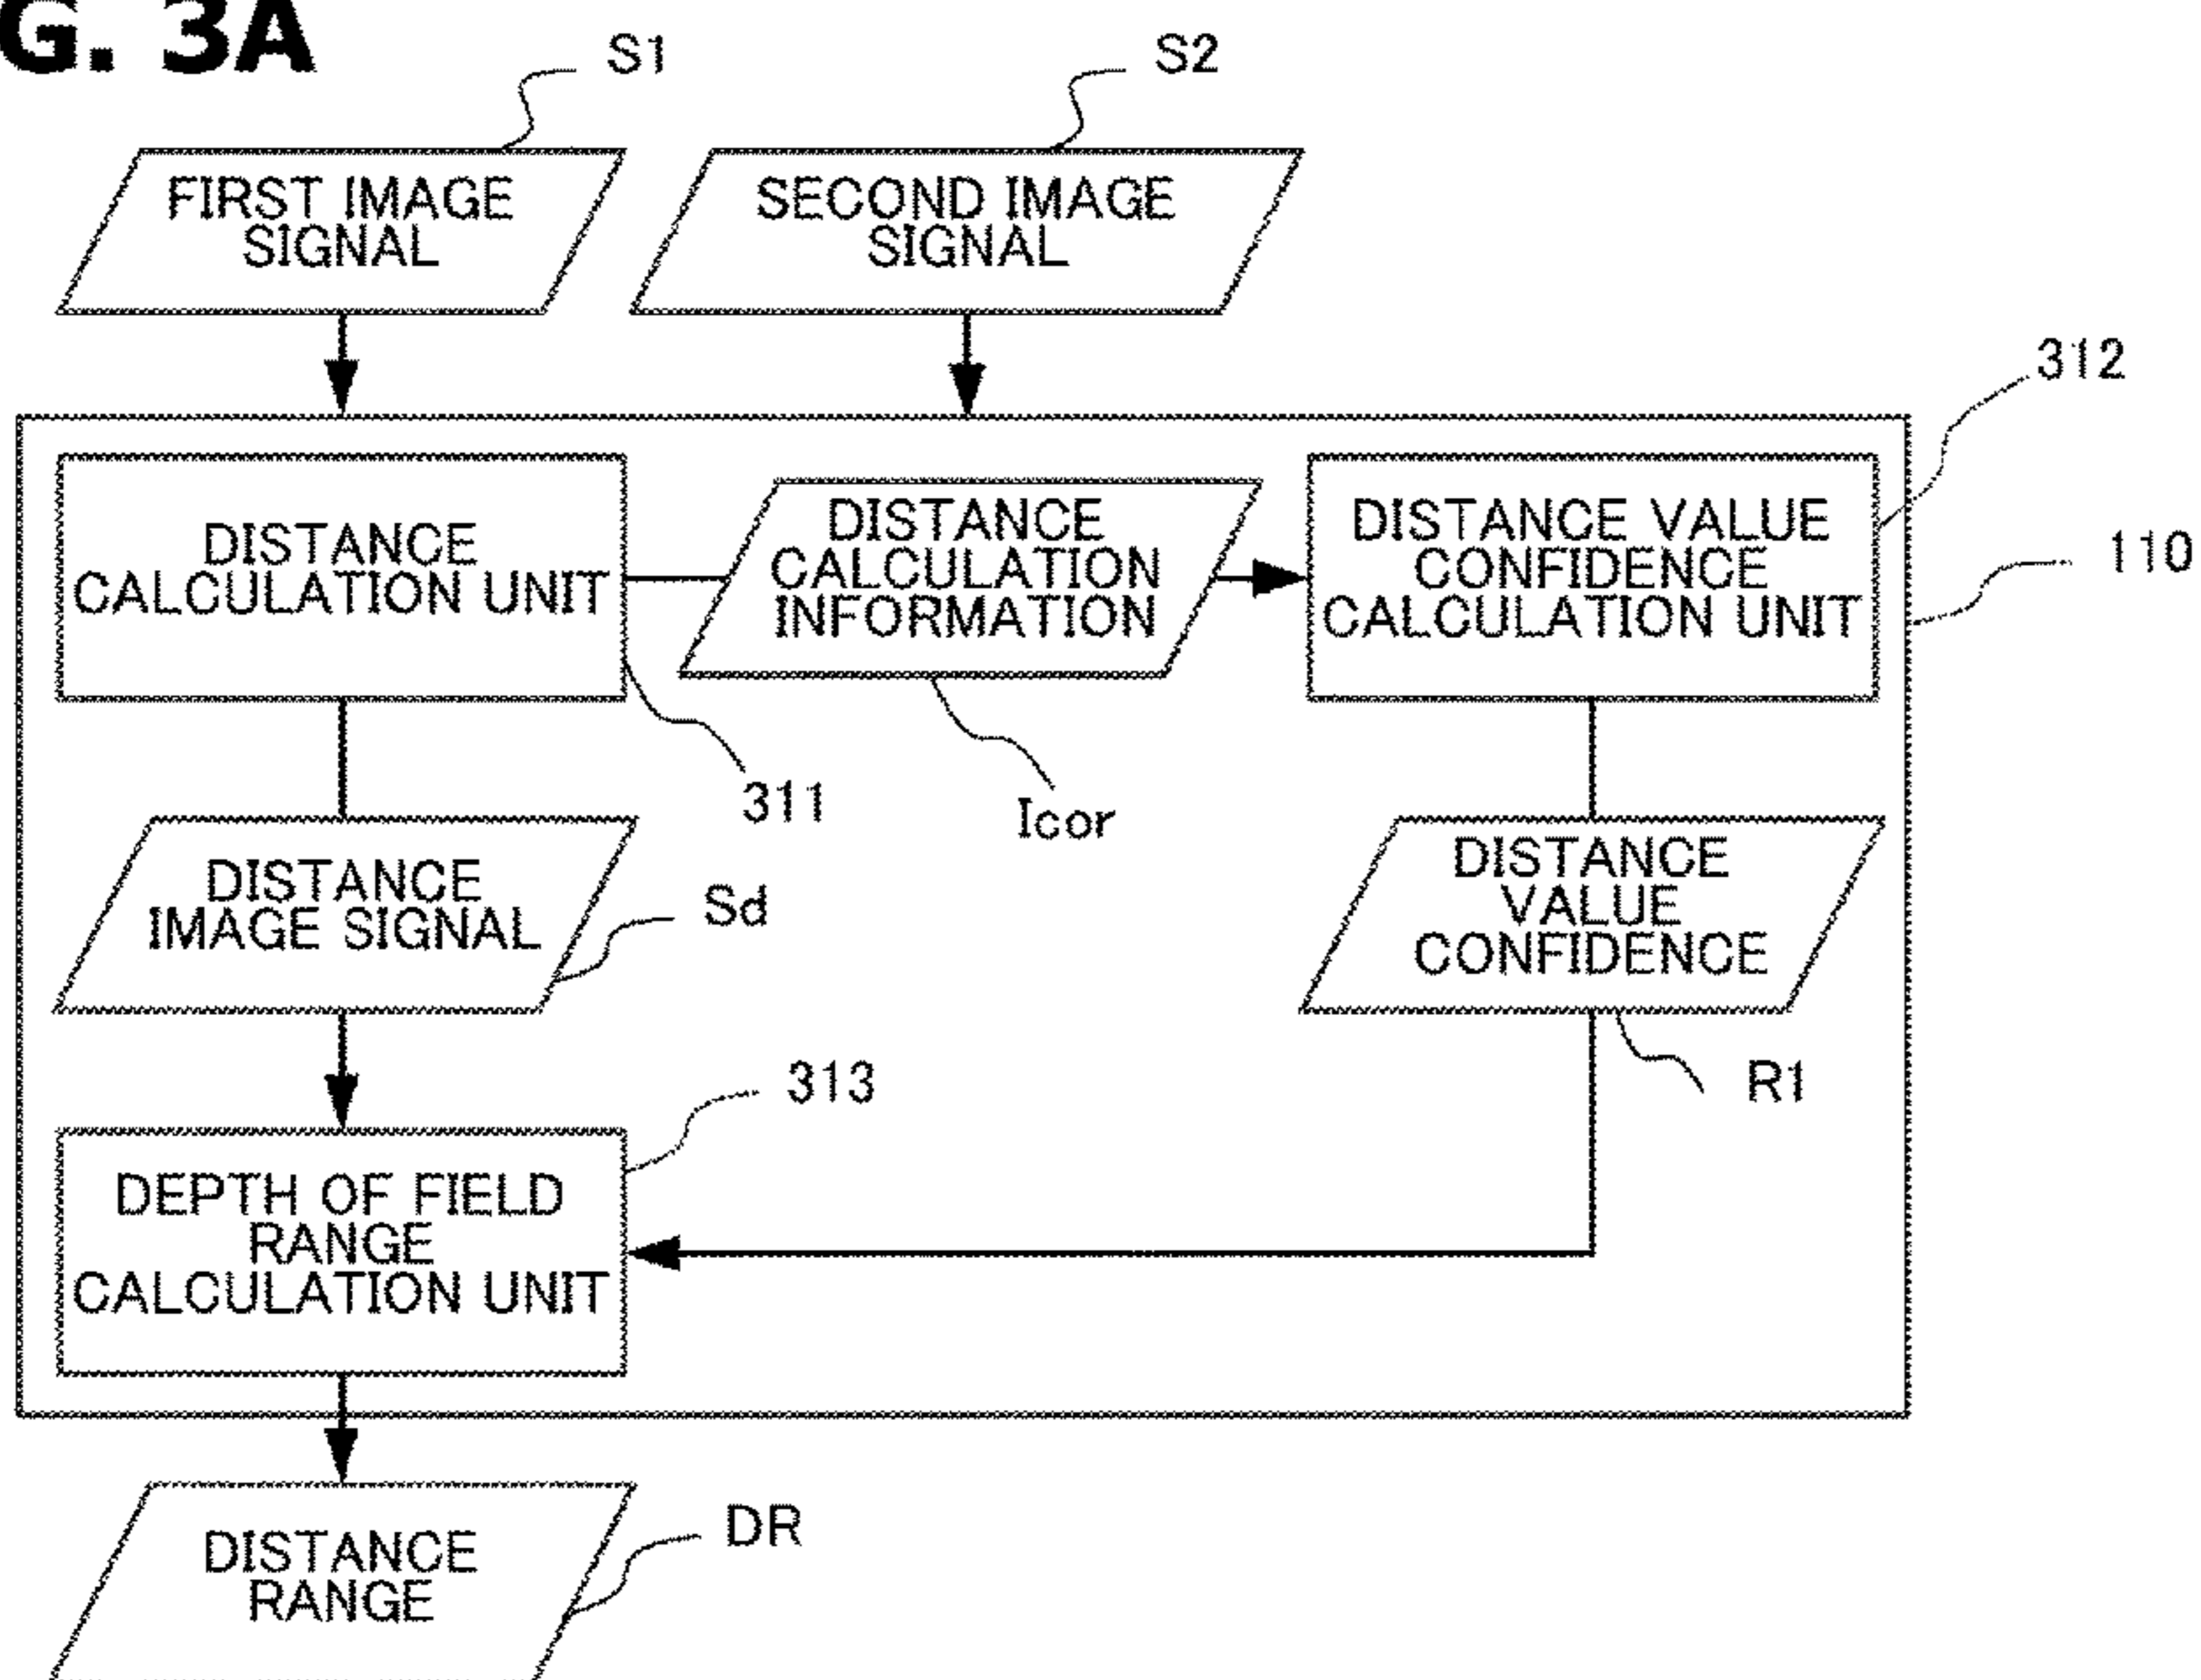 G. 3A
S1
S2
FIRST IMAGE
SIGNAL
SECOND IMAGE
SIGNAL
312
DISTANCE
CALCULATION UNIT
DISTANCE
CALCULATION
INFORMATION
DISTANCE VALUE
CONFIDENCE
CALCULATION UNIT
110
311
Icor
DISTANCE
IMAGE SIGNAL
Sd
DISTANCE
VALUE
CONFIDENCE
R1
313
DEPTH OF FIELD
RANGE
CALCULATION UNIT
DISTANCE
RANGE
DR